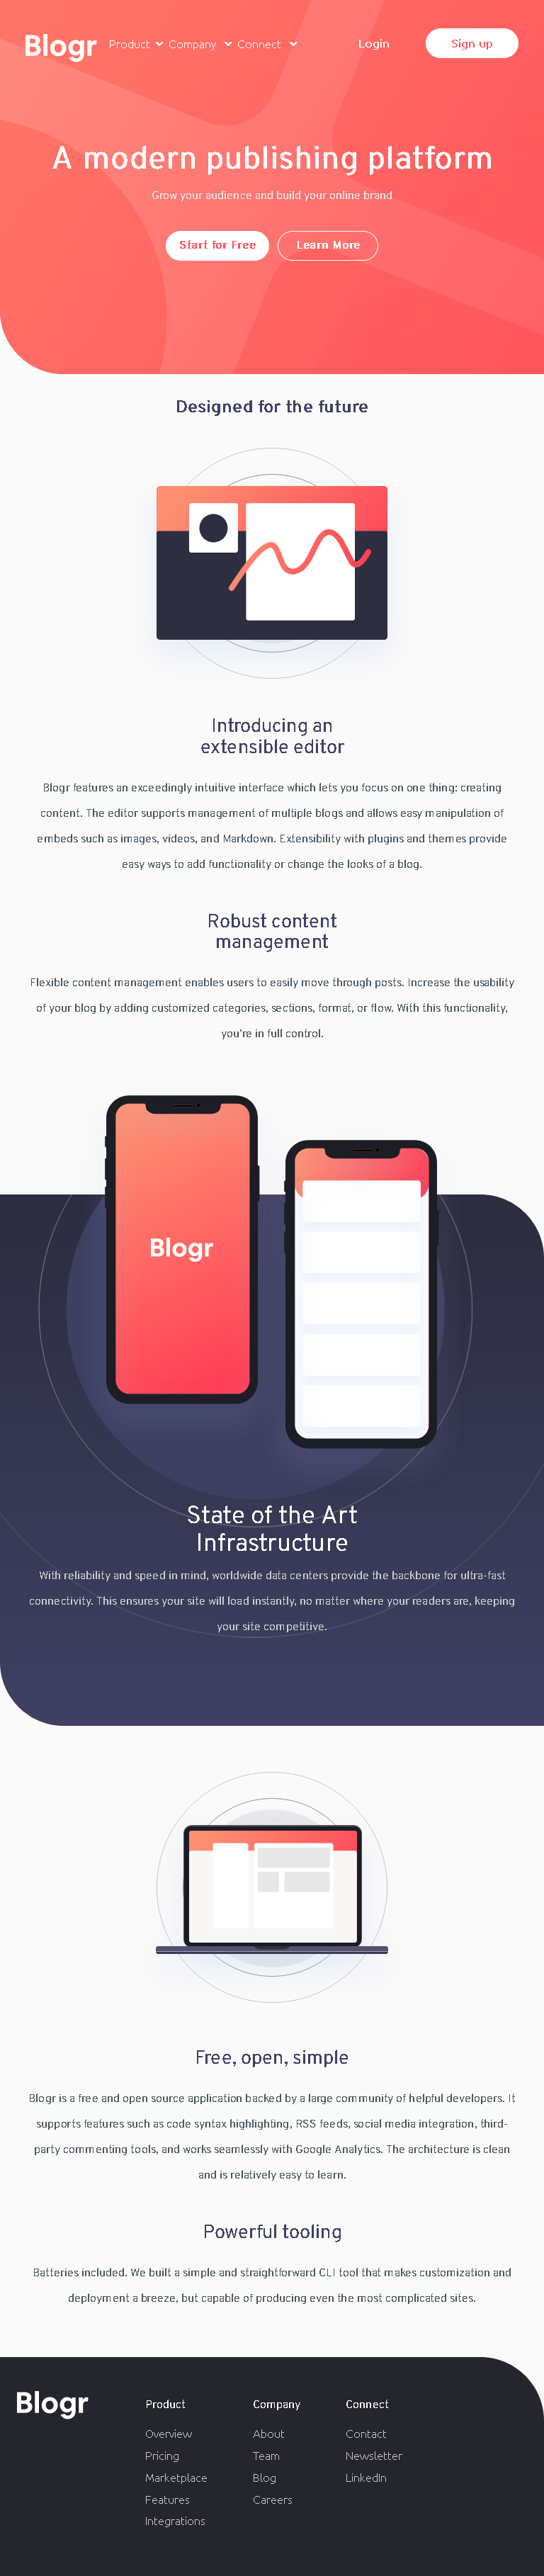 Blogr Product Company Connect Login Sign up
A modern publishing platform
Grow your audience and build your online brand
Start for Free Learn More
Designed for the future
Introducing an
extensible editor
Blogr features an exceedingly intuitive interface which lets you focus on one thing: creating
content. The editor supports management of multiple blogs and allows easy manipulation of
embeds such as images, videos, and Markdown. Extensibility with plugins and themes provide
easy ways to add functionality or change the looks of a blog.
Robust content
management
Flexible content management enables users to easily move through posts. Increase the usability
of your blog by adding customized categories, sections, format, or flow. With this functionality,
you're in full control.
Blogr
State of the Art
Infrastructure
With reliability and speed in mind, worldwide data centers provide the backbone for ultra-fast
connectivity. This ensures your site will load instantly, no matter where your readers are, keeping
your site competitive.
Free, open, simple
Blogr is a free and open source application backed by a large community of helpful developers. It
supports features such as code syntax highlighting, RSS feeds, social media integration, third-
party commenting tools, and works seamlessly with Google Analytics. The architecture is clean
and is relatively easy to learn.
Powerful tooling
Batteries included. We built a simple and straightforward CLI tool that makes customization and
deployment a breeze, but capable of producing even the most complicated sites.
Blogr
Product
Overview
Pricing
Marketplace
Features
Integrations
Company
About
Team
Blog
Careers
Connect
Contact
Newsletter
LinkedIn